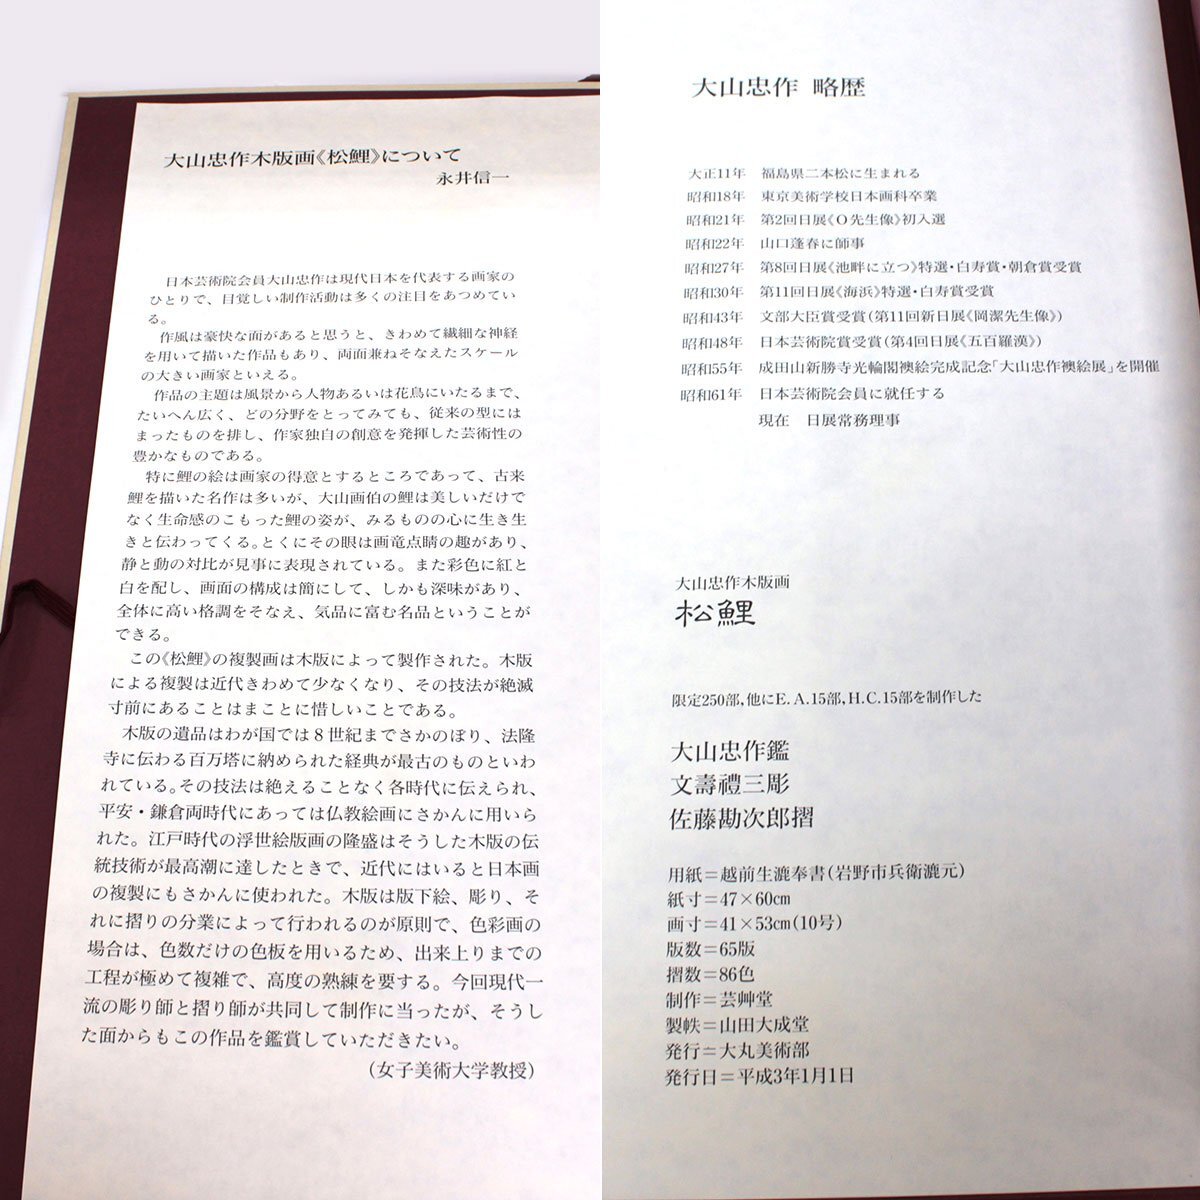 大山忠作木版画《松鯉》について
永井信一
日本芸術院会員大山忠作は現代日本を代表する画家の
ひとりで、目覚しい制作活動は多くの注目をあつめてい
る。
作風は豪快な面があると思うと、きわめて繊細な神経
を用いて描いた作品もあり、両面兼ねそなえたスケール
の大きい画家といえる。
作品の主題は風景から人物あるいは花鳥にいたるまで、
たいへん広く、どの分野をとってみても、従来の型には
まったものを排し、作家独自の創意を発揮した芸術性の
豊かなものである。
特に鯉の絵は画家の得意とするところであって、古来
鯉を描いた名作は多いが、大山画伯の鯉は美しいだけで
なく生命感のこもった鯉の姿が、みるものの心に生き生
きと伝わってくる。とくにその眼は画竜点睛の趣があり、
静と動の対比が見事に表現されている。また彩色に紅と
白を配し、画面の構成は簡にして、しかも深味があり、
全体に高い格調をそなえ、気品に富む名品ということが
できる。
この《松鯉》の複製画は木版によって製作された。木版
による複製は近代きわめて少なくなり、その技法が絶滅
寸前にあることはまことに惜しいことである。
木版の遺品はわが国では8世紀までさかのぼり、法隆
寺に伝わる百万塔に納められた経典が最古のものといわ
れている。その技法は絶えることなく各時代に伝えられ、
平安・鎌倉両時代にあっては仏教絵画にさかんに用いら
れた。江戸時代の浮世絵版画の隆盛はそうした木版の伝
統技術が最高潮に達したときで、近代にはいると日本画
の複製にもさかんに使われた。木版は版下絵、彫り、そ
れに摺りの分業によって行われるのが原則で、色彩画の
場合は、色数だけの色板を用いるため、出来上りまでの
工程が極めて複雑で、高度の熟練を要する。今回現代一
流の彫り師と摺り師が共同して制作に当ったが、そうし
た面からもこの作品を鑑賞していただきたい。
(女子美術大学教授)
大山忠作 略歴
大正11年 福島県二本松に生まれる
昭和18年 東京美術学校日本画科卒業
昭和21年 第2回日展《O先生像》初入選
昭和22年 山口蓬春に師事
昭和27年 第8回日展《池畔に立つ》特選・白寿賞・朝倉賞受賞
昭和30年 第11回日展《海浜》特選・白寿賞受賞
昭和43年 文部大臣賞受賞(第11回新日展《岡潔先生像》)
昭和48年 日本芸術院賞受賞(第4回日展《五百羅漢》)
昭和55年 成田山新勝寺光輪閣襖絵完成記念「大山忠作襖絵展」を開催
昭和61年 日本芸術院会員に就任する
現在 日展常務理事
大山忠作木版画
松鯉
限定250部,他にE.A.15部,H.C.15部を制作した
大山忠作鑑
文壽禮三彫
佐藤勘次郎摺
用紙=越前生漉奉書(岩野市兵衛漉元)
紙寸=47×60㎝
画寸=41×53㎝(10号)
版数=65版
摺数=86色
制作=芸艸堂
製帙=山田大成堂
発行=大丸美術部
発行日=平成3年1月1日